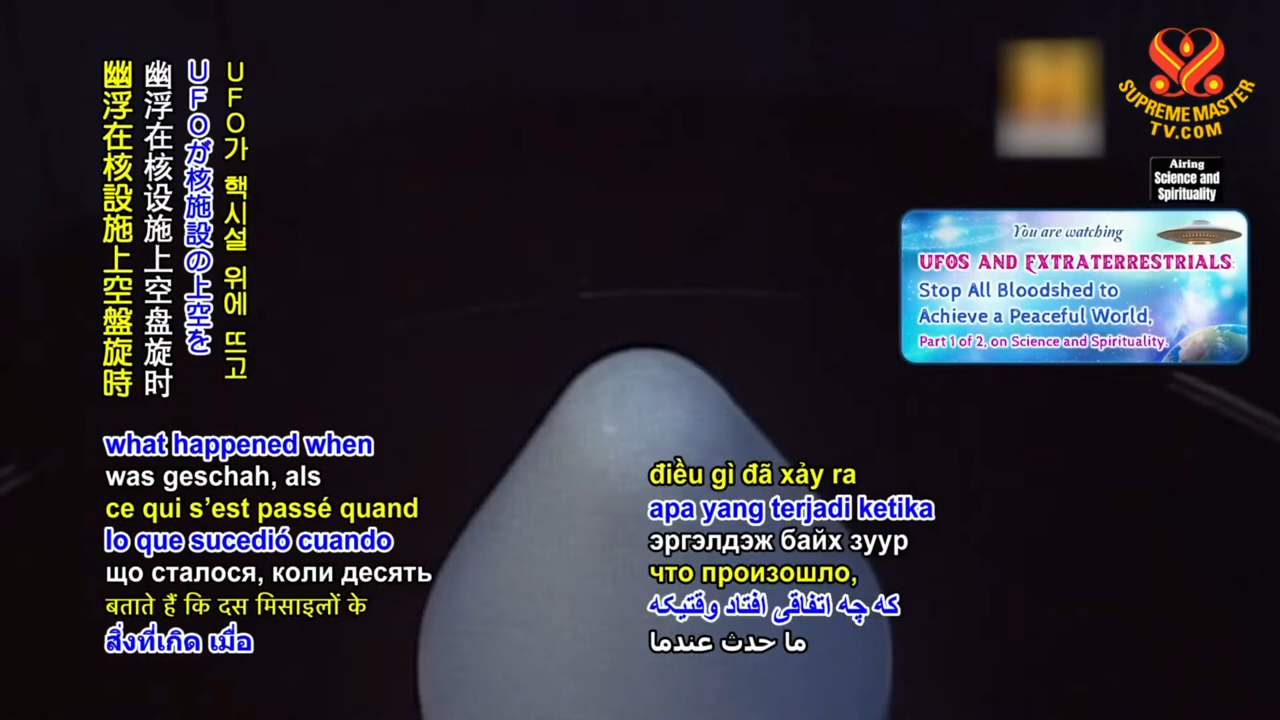 幽浮在核設施上空盤旋時
幽浮在核设施上空盘旋时
UFOが核施設の上空を
UFO가 핵시설 위에 뜨고
SUPREME MASTER
TV.COM
Airing
Science and
Spirituality
You are watching
UFOS AND EXTRATERRESTRIALS:
Stop All Bloodshed to
Achieve a Peaceful World,
Part 1 of 2, on Science and Spirituality.
what happened when
was geschah, als
ce qui s’est passé quand
lo que sucedió cuando
що сталося, коли десять
बताते हैं कि दस मिसाइलों के
สิ่งที่เกิด เมื่อ
điều gì đã xảy ra
apa yang terjadi ketika
эргэлдэж байх зуур
что произошло,
که چه اتفاقی افتاد وقتیکه
ما حدث عندما